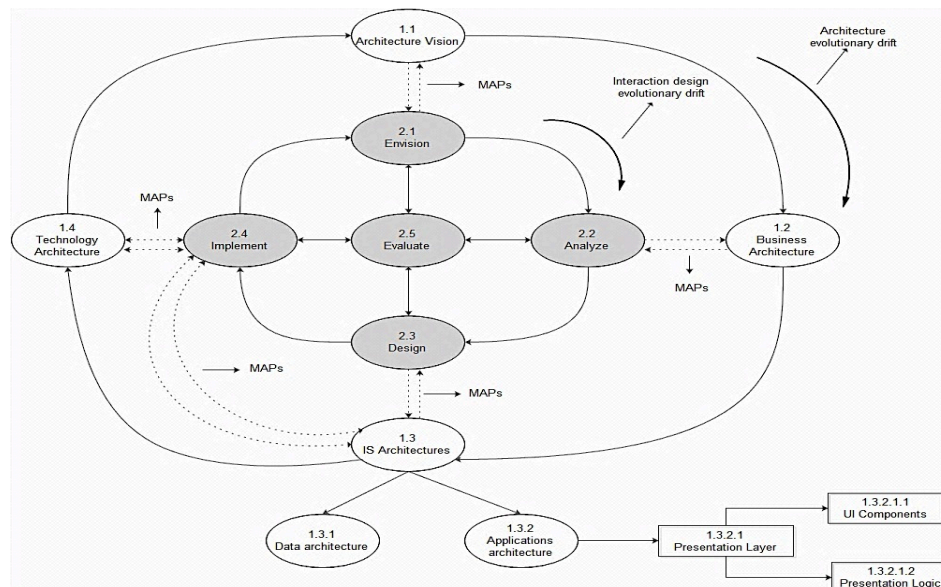 1.1
Architecture Vision
Architecture
evolutionary drift
MAPs
Interaction design
evolutionary drift
2.1
Envision
MAPs
1.4
Technology
Architecture
2.4
Implement
2.5
Evaluate
2.2
Analyze
1.2
Business
Architecture
MAPs
2.3
Design
MAPs
MAPs
1.3
IS Architectures
1.3.1
Data architecture
1.3.2
Applications
architecture
1.3.2.1
Presentation Layer
1.3.2.1.1
UI Components
1.3.2.1.2
Presentation Logic